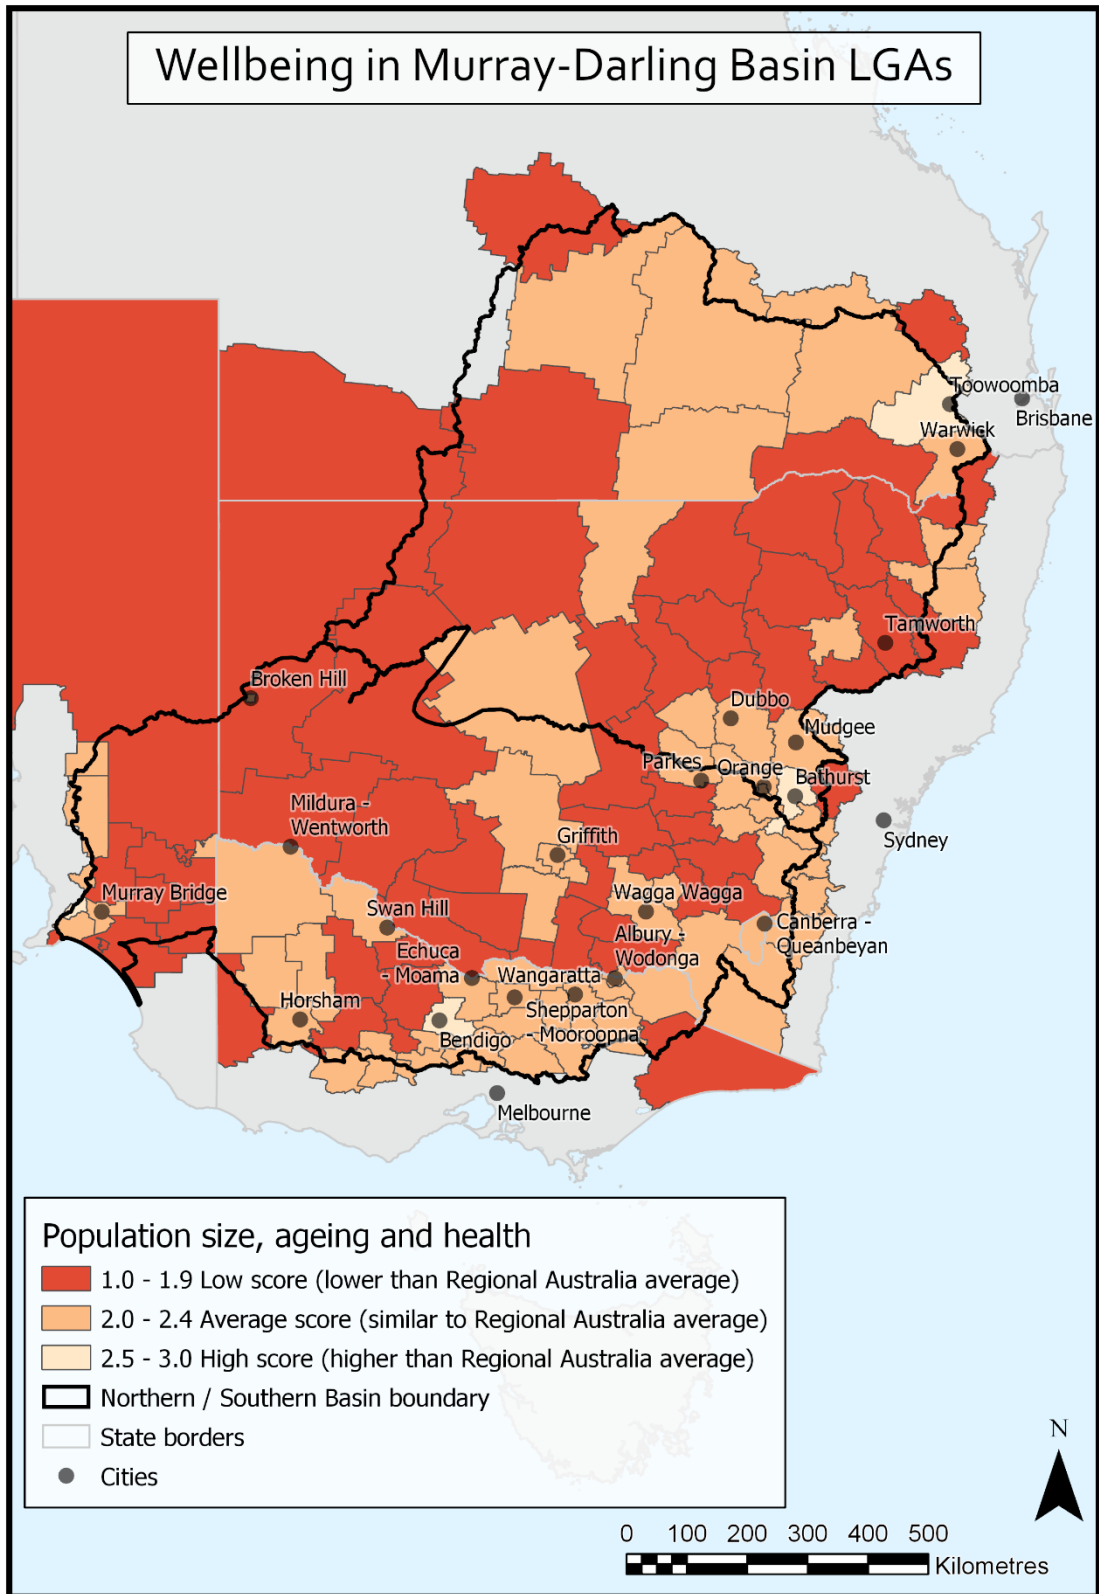 Wellbeing in Murray-Darling Basin LGAs
Toowoomba
Brisbane
Warwick
Tamworth
Broken Hill
Dubbo
Mudgee
Parkes
Orange
Bathurst
Mildura -
Wentworth
Sydney
Griffith
Murray Bridge
Wagga Wagga
Swan Hill
Canberra -
Queanbeyan
Albury -
Wodonga
Echuca
- Moama
Wangaratta
Horsham
Shepparton
- Mooroopna
Bendigo
Melbourne
Population size, ageing and health
1.0 - 1.9 Low score (lower than Regional Australia average)
2.0 - 2.4 Average score (similar to Regional Australia average)
2.5 - 3.0 High score (higher than Regional Australia average)
Northern / Southern Basin boundary
State borders
Cities
N
0 100 200 300 400 500
Kilometres